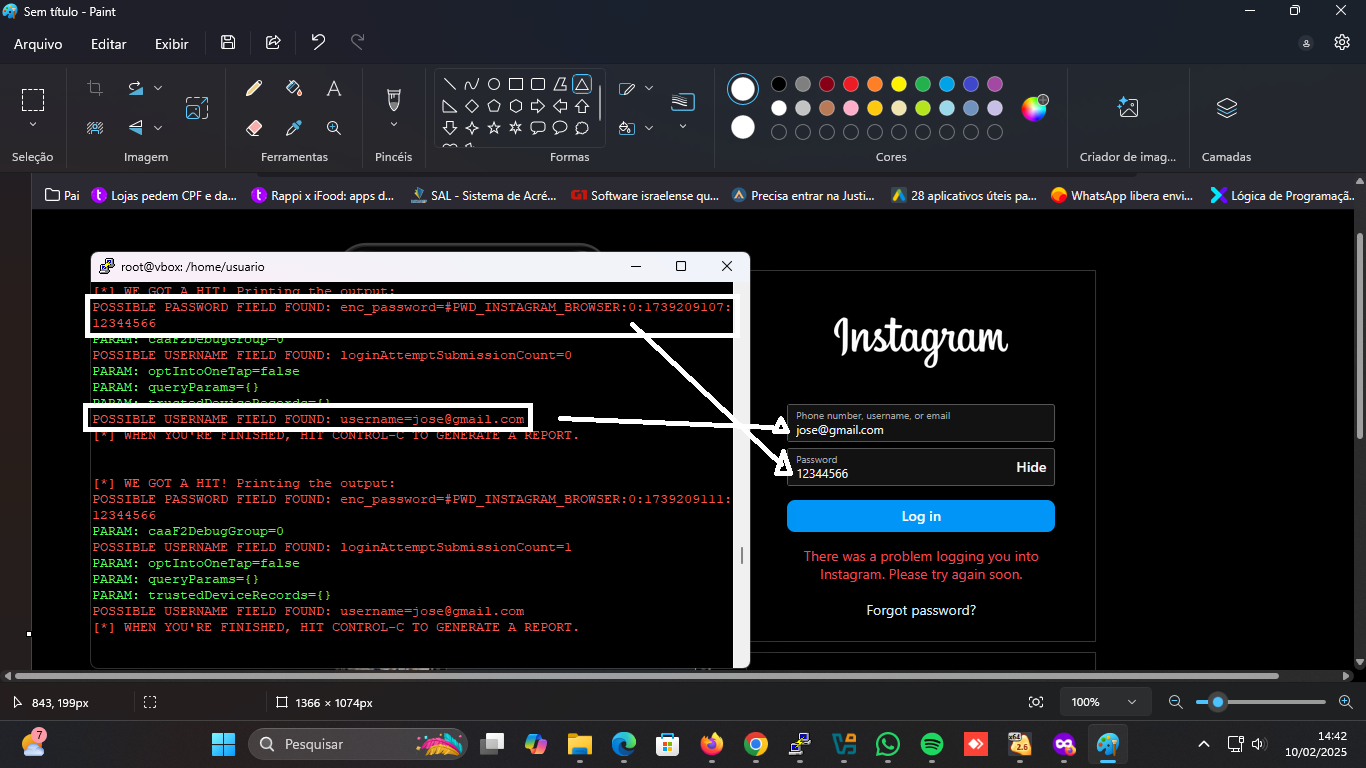 Sem título - Paint
Arquivo Editar Exibir
Seleção Imagem Ferramentas Pincéis Formas Cores Criador de imag... Camadas
Pai Lojas pedem CPF e da... Rappi x iFood: apps d... SAL - Sistema de Acré... G1 Software israelense qu... Precisa entrar na Justi... 28 aplicativos úteis pa... WhatsApp libera envi... Lógica de Programaçã...
root@vbox: /home/usuario
[*] WE GOT A HIT! Printing the output:
POSSIBLE PASSWORD FIELD FOUND: enc_password=#PWD_INSTAGRAM_BROWSER:0:1739209107:
12344566
PARAM: caaF2DebugGroup=0
POSSIBLE USERNAME FIELD FOUND: loginAttemptSubmissionCount=0
PARAM: optIntoOneTap=false
PARAM: queryParams={}
PARAM: trustedDeviceRecords={}
POSSIBLE USERNAME FIELD FOUND: username=jose@gmail.com
[*] WHEN YOU'RE FINISHED, HIT CONTROL-C TO GENERATE A REPORT.
[*] WE GOT A HIT! Printing the output:
POSSIBLE PASSWORD FIELD FOUND: enc_password=#PWD_INSTAGRAM_BROWSER:0:1739209111:
12344566
PARAM: caaF2DebugGroup=0
POSSIBLE USERNAME FIELD FOUND: loginAttemptSubmissionCount=1
PARAM: optIntoOneTap=false
PARAM: queryParams={}
PARAM: trustedDeviceRecords={}
POSSIBLE USERNAME FIELD FOUND: username=jose@gmail.com
[*] WHEN YOU'RE FINISHED, HIT CONTROL-C TO GENERATE A REPORT.
Instagram
Phone number, username, or email
jose@gmail.com
Password
12344566 Hide
Log in
There was a problem logging you into
Instagram. Please try again soon.
Forgot password?
843, 199px 1366 × 1074px 100%
7 Pesquisar x64 2.6 14:42
10/02/2025